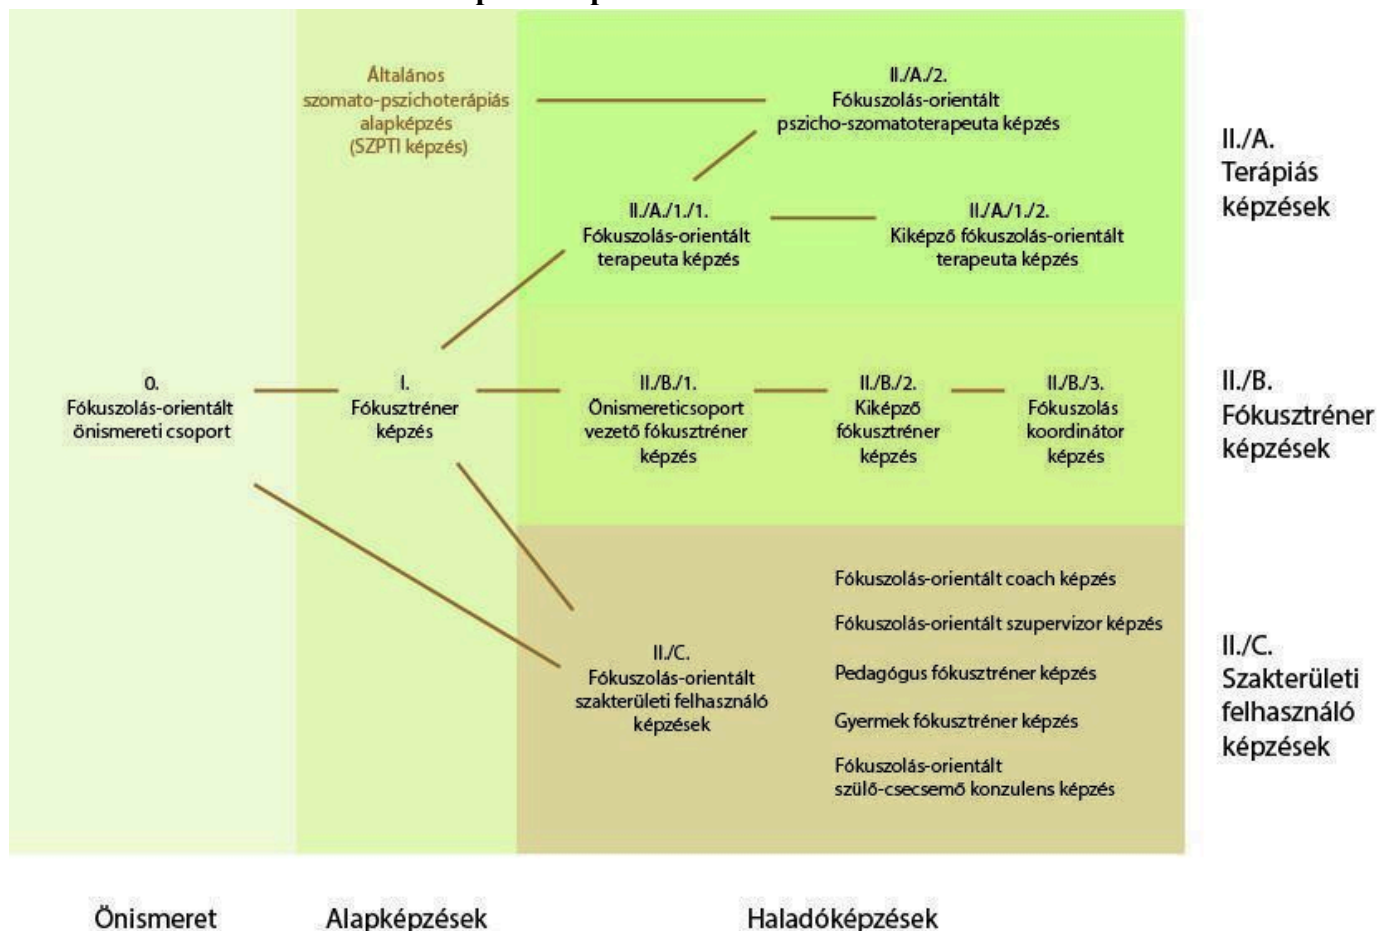 Általános
szomato-pszichoterápiás
alapképzés
(SZPTI képzés)
II./A./2.
Fókuszolás-orientált
pszicho-szomatoterapeuta képzés
II./A./1./1.
Fókuszolás-orientált
terapeuta képzés
II./A./1./2.
Kiképző fókuszolás-orientált
terapeuta képzés
II./A.
Terápiás
képzések
0.
Fókuszolás-orientált
önismereti csoport
I.
Fókusztréner
képzés
II./B./1.
Önismereticsoport
vezető fókusztréner
képzés
II./B./2.
Kiképző
fókusztréner
képzés
II./B./3.
Fókuszolás
koordinátor
képzés
II./B.
Fókusztréner
képzések
II./C.
Fókuszolás-orientált
szakterületi felhasználó
képzések
Fókuszolás-orientált coach képzés
Fókuszolás-orientált szupervizor képzés
Pedagógus fókusztréner képzés
Gyermek fókusztréner képzés
Fókuszolás-orientált
szülő-csecsemő konzulens képzés
II./C.
Szakterületi
felhasználó
képzések
Önismeret
Alapképzések
Haladóképzések